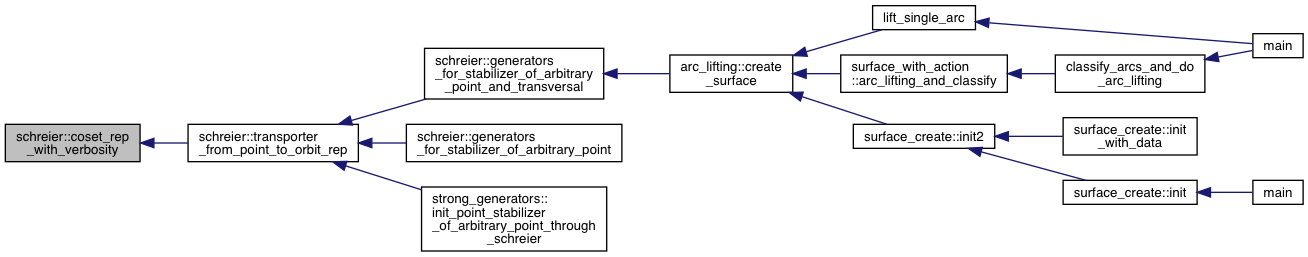 schreier::coset_rep
_with_verbosity
schreier::transporter
_from_point_to_orbit_rep
schreier::generators
_for_stabilizer_of_arbitrary
_point_and_transversal
schreier::generators
_for_stabilizer_of_arbitrary_point
strong_generators::
init_point_stabilizer
_of_arbitrary_point_through
_schreier
arc_lifting::create
_surface
lift_single_arc
surface_with_action
::arc_lifting_and_classify
surface_create::init2
classify_arcs_and_do
_arc_lifting
surface_create::init
_with_data
surface_create::init
main
main